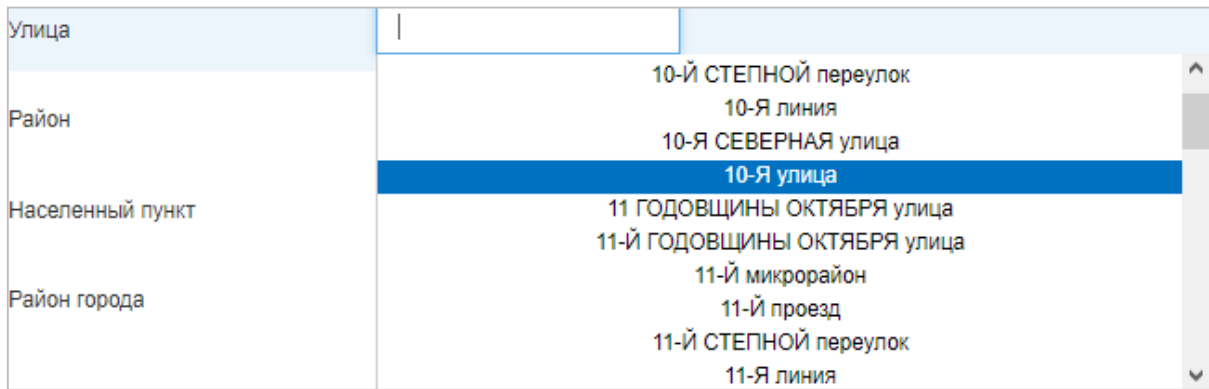 Улица
10-Й СТЕПНОЙ переулок
10-Я линия
Район
10-Я СЕВЕРНАЯ улица
10-Я улица
Населенный пункт
11 ГОДОВЩИНЫ ОКТЯБРЯ улица
11-Й ГОДОВЩИНЫ ОКТЯБРЯ улица
11-Й микрорайон
Район города
11-Й проезд
11-Й СТЕПНОЙ переулок
11-Я линия